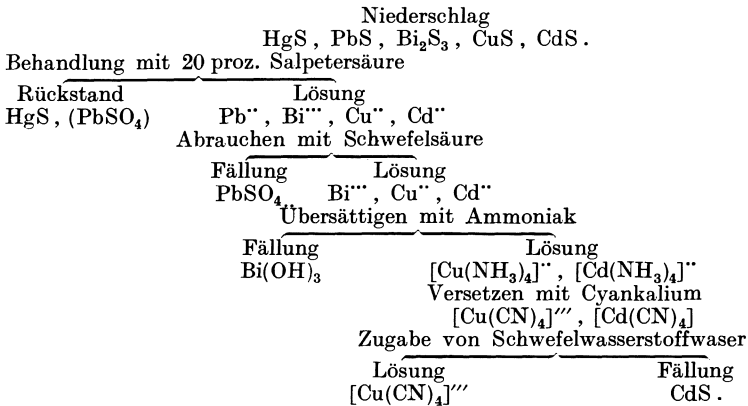 Niederschlag
HgS, PbS, Bi₂S₃, CuS, CdS.
Behandlung mit 20 proz. Salpetersäure
Rückstand Lösung
HgS, (PbSO₄) Pb¨, Bi⋯, Cu¨, Cd¨
Abrauchen mit Schwefelsäure
Fällung Lösung
PbSO₄ Bi⋯, Cu¨, Cd¨
Übersättigen mit Ammoniak
Fällung Lösung
Bi(OH)₃ [Cu(NH₃)₄]¨, [Cd(NH₃)₄]¨
Versetzen mit Cyankalium
[Cu(CN)₄]′′′, [Cd(CN)₄]
Zugabe von Schwefelwasserstoffwaser
Lösung Fällung
[Cu(CN)₄]′′′ CdS.